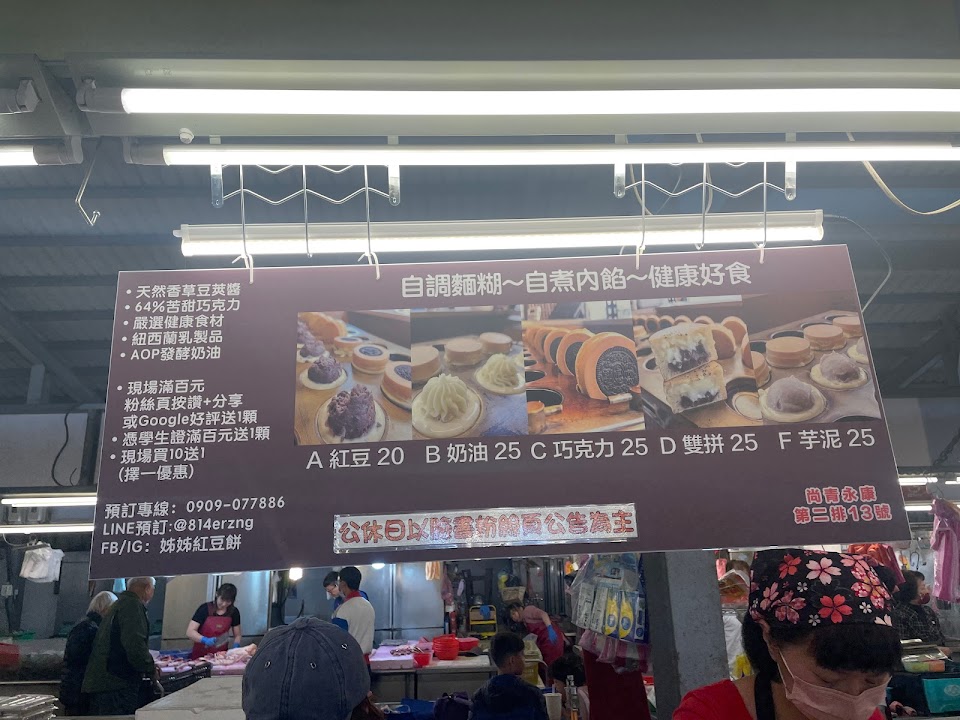 自調麵糊～自煮內餡～健康好食
• 天然香草豆莢醬
• 64%苦甜巧克力
• 嚴選健康食材
• 紐西蘭乳製品
• AOP發酵奶油
• 現場滿百元
粉絲頁按讚+分享
或Google好評送1顆
• 憑學生證滿百元送1顆
• 現場買10送1
(擇一優惠)
預訂專線：0909-077886
LINE預訂:@814erzng
FB/IG：姊姊紅豆餅
A 紅豆 20 B 奶油 25 C 巧克力 25 D 雙拼 25 F 芋泥 25
公休日以臉書粉絲頁公告為主
尚青永康
第二排13號